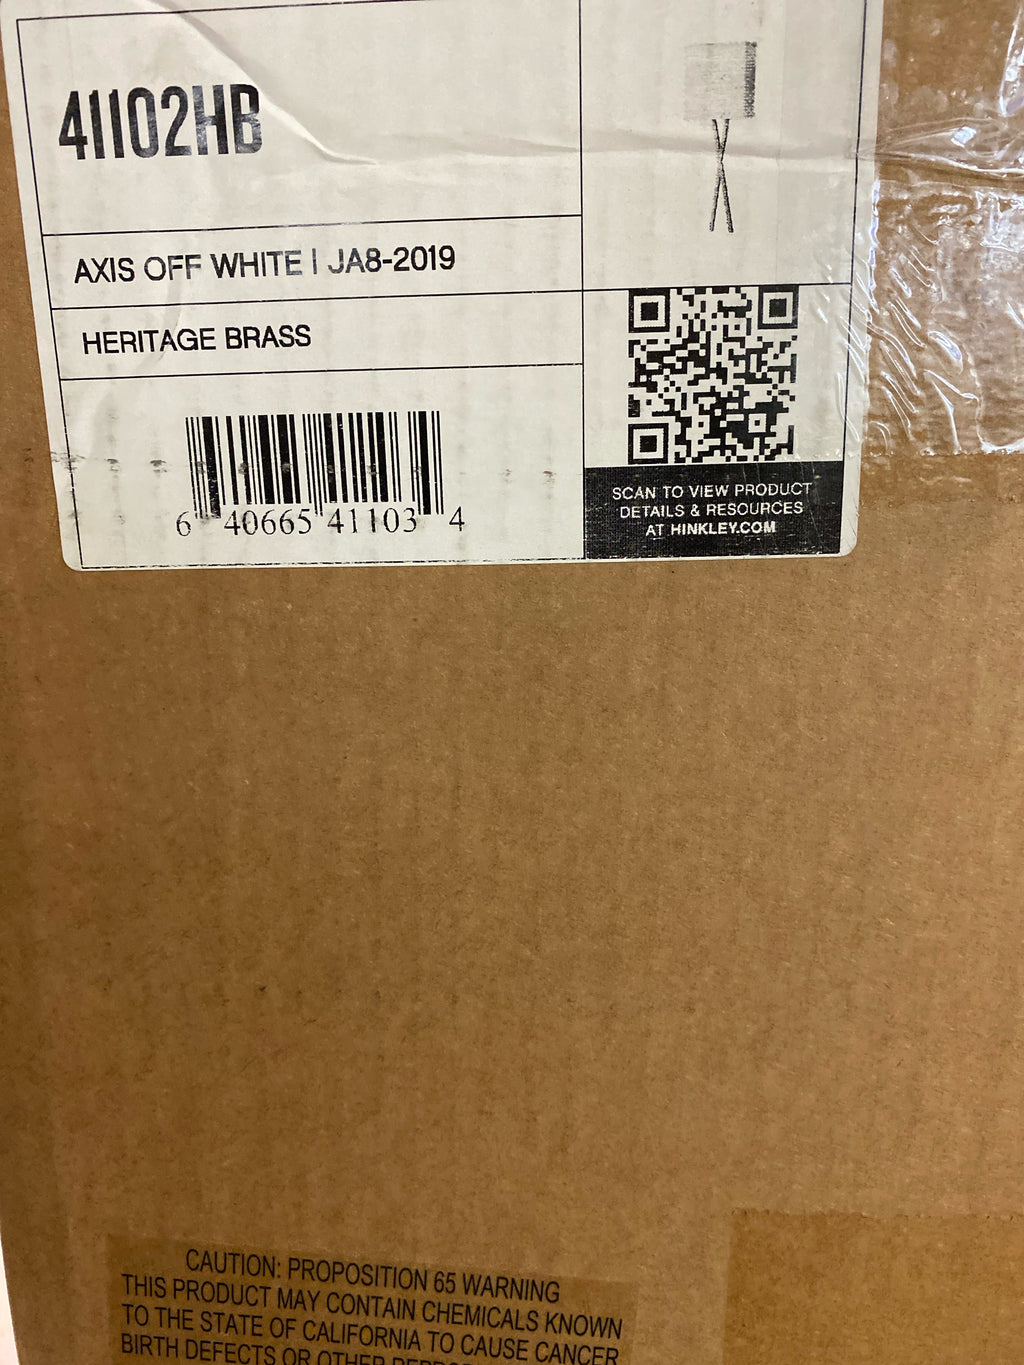 41102HB
AXIS OFF WHITE | JA8-2019
HERITAGE BRASS
6 40665 41103 4
SCAN TO VIEW PRODUCT
DETAILS & RESOURCES
AT HINKLEY.COM
CAUTION: PROPOSITION 65 WARNING
THIS PRODUCT MAY CONTAIN CHEMICALS KNOWN
TO THE STATE OF CALIFORNIA TO CAUSE CANCER
BIRTH DEFECTS OR OTHER